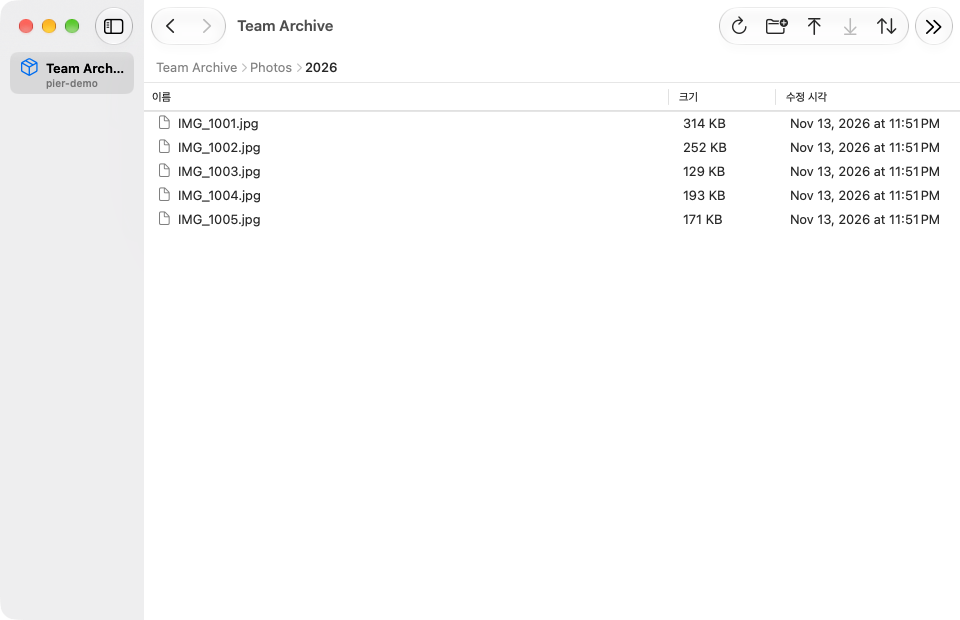 Team Archive
Team Arch...
pier-demo
Team Archive Photos 2026
이름 크기 수정 시각
IMG_1001.jpg 314 KB Nov 13, 2026 at 11:51 PM
IMG_1002.jpg 252 KB Nov 13, 2026 at 11:51 PM
IMG_1003.jpg 129 KB Nov 13, 2026 at 11:51 PM
IMG_1004.jpg 193 KB Nov 13, 2026 at 11:51 PM
IMG_1005.jpg 171 KB Nov 13, 2026 at 11:51 PM